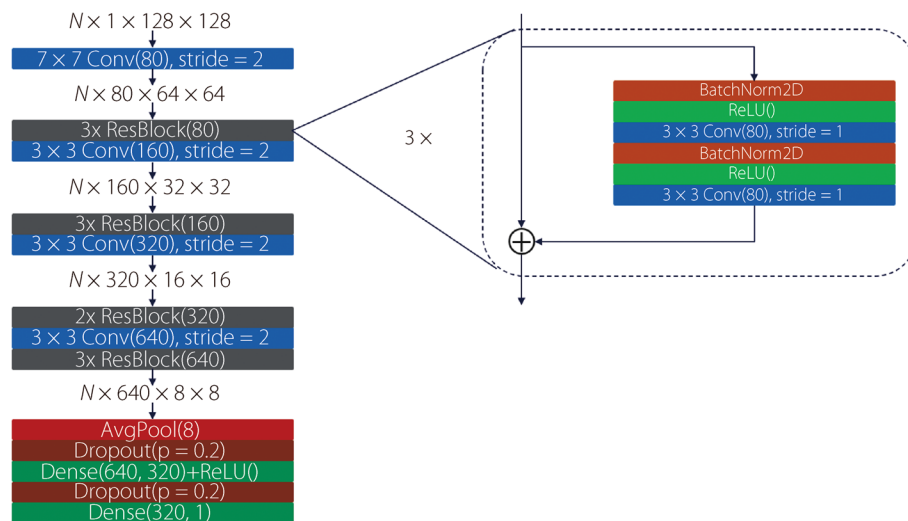 N × 1 × 128 × 128
7 × 7 Conv(80), stride = 2
N × 80 × 64 × 64
3x ResBlock(80)
3 × 3 Conv(160), stride = 2
N × 160 × 32 × 32
3x ResBlock(160)
3 × 3 Conv(320), stride = 2
N × 320 × 16 × 16
2x ResBlock(320)
3 × 3 Conv(640), stride = 2
3x ResBlock(640)
N × 640 × 8 × 8
AvgPool(8)
Dropout(p = 0.2)
Dense(640, 320)+ReLU()
Dropout(p = 0.2)
Dense(320, 1)
3 ×
BatchNorm2D
ReLU()
3 × 3 Conv(80), stride = 1
BatchNorm2D
ReLU()
3 × 3 Conv(80), stride = 1